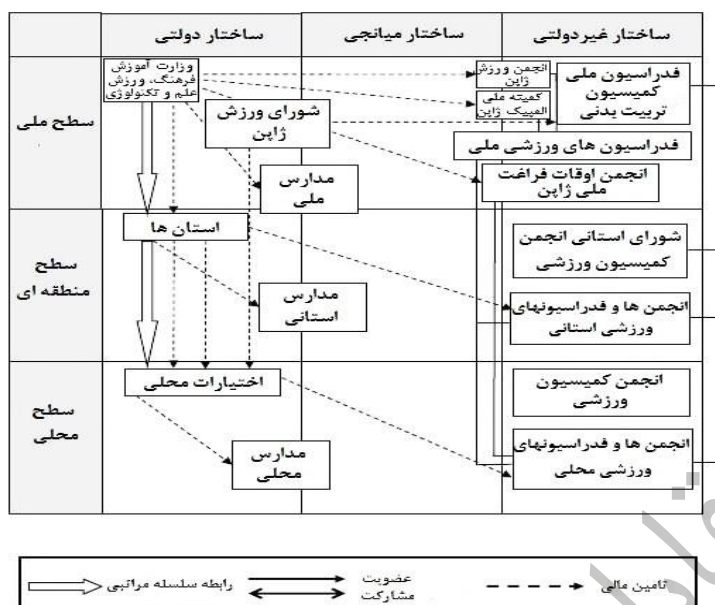 ساختار غیردولتی
ساختار میانجی
ساختار دولتی
سطح ملی
وزارت آموزش
فرهنگ، ورزش
علم و تکنولوژی
شورای ورزش
ژاپن
مدارس
ملی
انجمن ورزش
ژاپن
کمیته ملی
المپیک ژاپن
فدراسیون ملی
کمیسیون
تربیت بدنی
فدراسیون های ورزشی ملی
انجمن اوقات فراغت
ملی ژاپن
سطح
منطقه ای
استان ها
مدارس
استانی
شورای استانی انجمن
کمیسیون ورزشی
انجمن ها و فدراسیونهای
ورزشی استانی
سطح
محلی
اختیارات محلی
مدارس
محلی
انجمن کمیسیون
ورزشی
انجمن ها و فدراسیونهای
ورزشی محلی
تامین مالی
عضویت
مشارکت
رابطه سلسله مراتبی